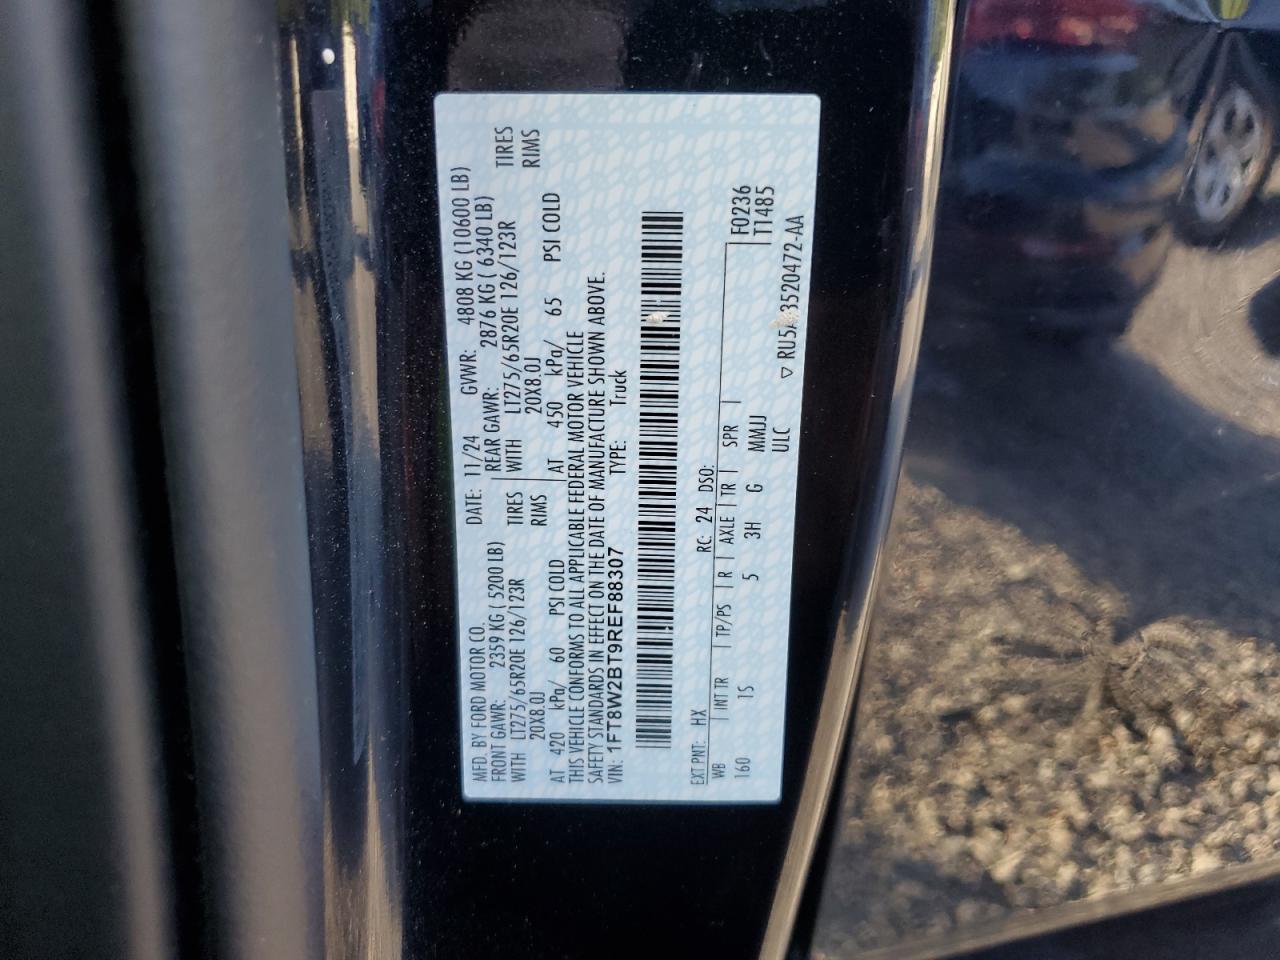 MFD. BY FORD MOTOR CO.
DATE: 11/24 GVWR: 4808 KG (10600 LB)
FRONT GAWR: 2359 KG ( 5200 LB)
REAR GAWR: 2876 KG ( 6340 LB)
WITH LT275/65R20E 126/123R TIRES
WITH LT275/65R20E 126/123R TIRES
20X8.0J RIMS
20X8.0J RIMS
AT 420 kPa/ 60 PSI COLD
AT 450 kPa/ 65 PSI COLD
THIS VEHICLE CONFORMS TO ALL APPLICABLE FEDERAL MOTOR VEHICLE
SAFETY STANDARDS IN EFFECT ON THE DATE OF MANUFACTURE SHOWN ABOVE.
VIN: 1FT8W2BT9REF88307 TYPE: Truck
EXT PNT: HX RC: 24 DSO: F0236
WB INT TR TP/PS R AXLE TR SPR T1485
160 1S 5 3H G MMJJ
ULC